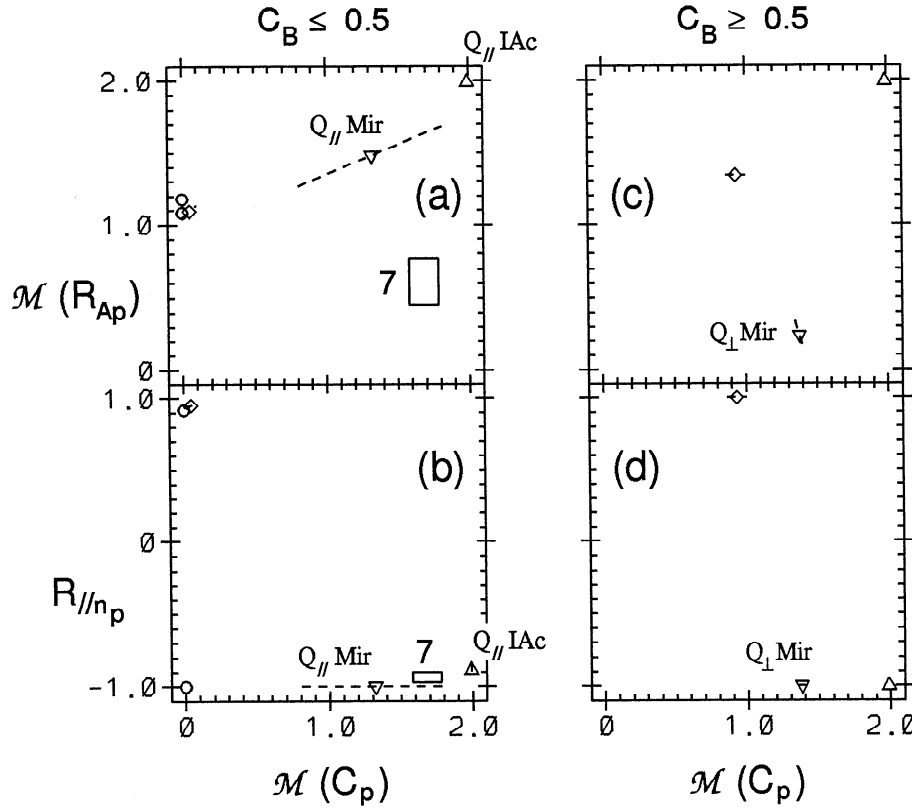 C_B ≤ 0.5
C_B ≥ 0.5
Q_// IAc
2.0
Q_// Mir
(a)
(c)
1.0
7
ℳ (R_Ap)
Q_⊥ Mir
0
1.0
(b)
(d)
0
R_//n_p
Q_// Mir
7
Q_// IAc
Q_⊥ Mir
-1.0
0
1.0
2.0
0
1.0
2.0
ℳ (C_p)
ℳ (C_p)